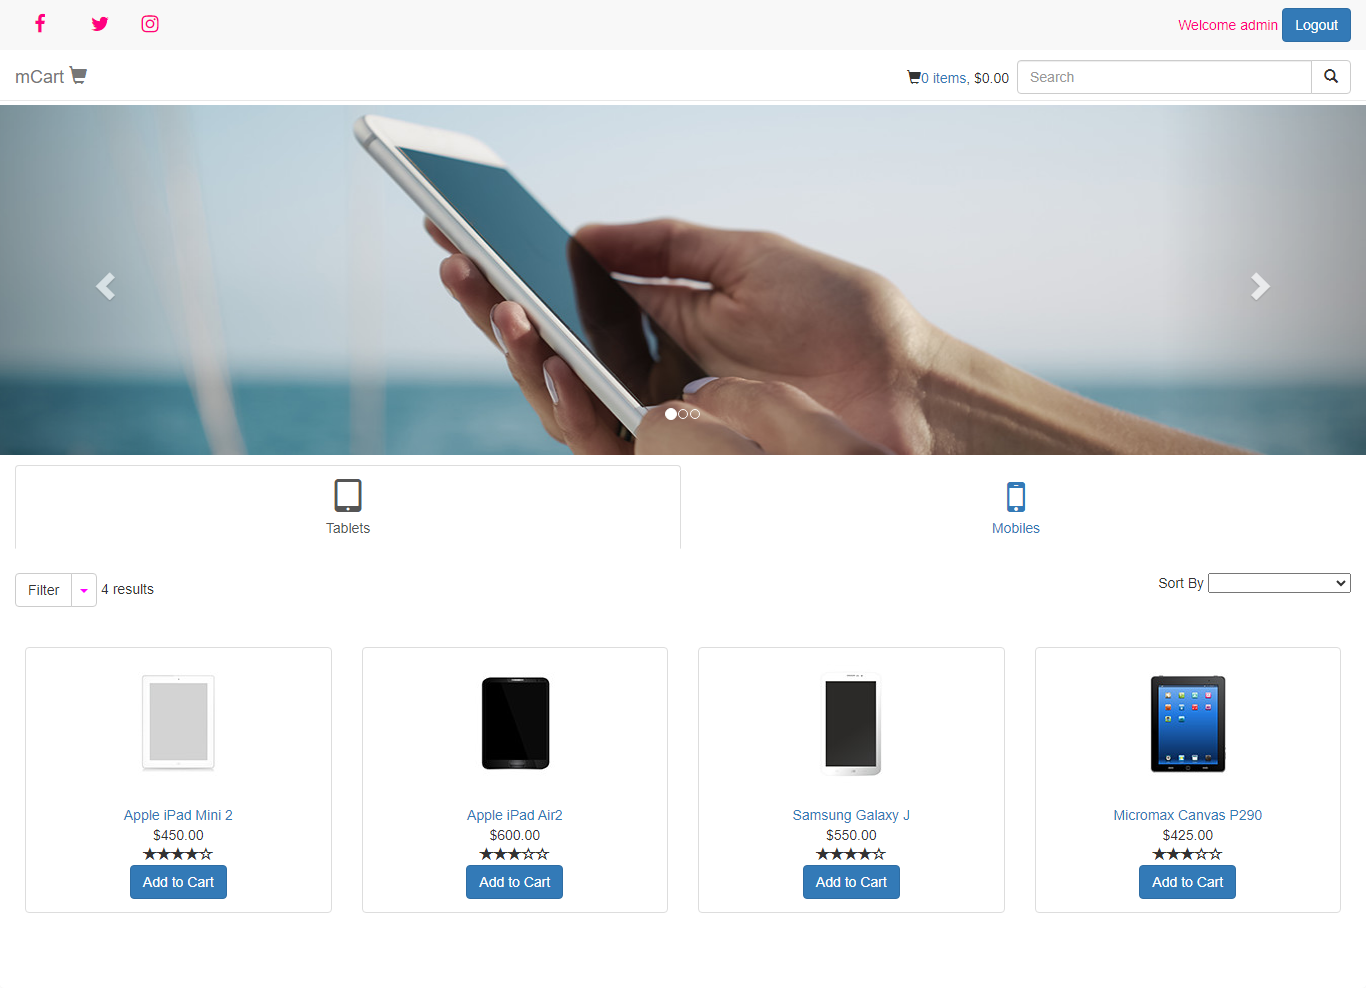 Welcome admin Logout
mCart
0 items, $0.00 Search
Tablets
Mobiles
Filter 4 results
Sort By
Apple iPad Mini 2
$450.00
Add to Cart
Apple iPad Air2
$600.00
Add to Cart
Samsung Galaxy J
$550.00
Add to Cart
Micromax Canvas P290
$425.00
Add to Cart